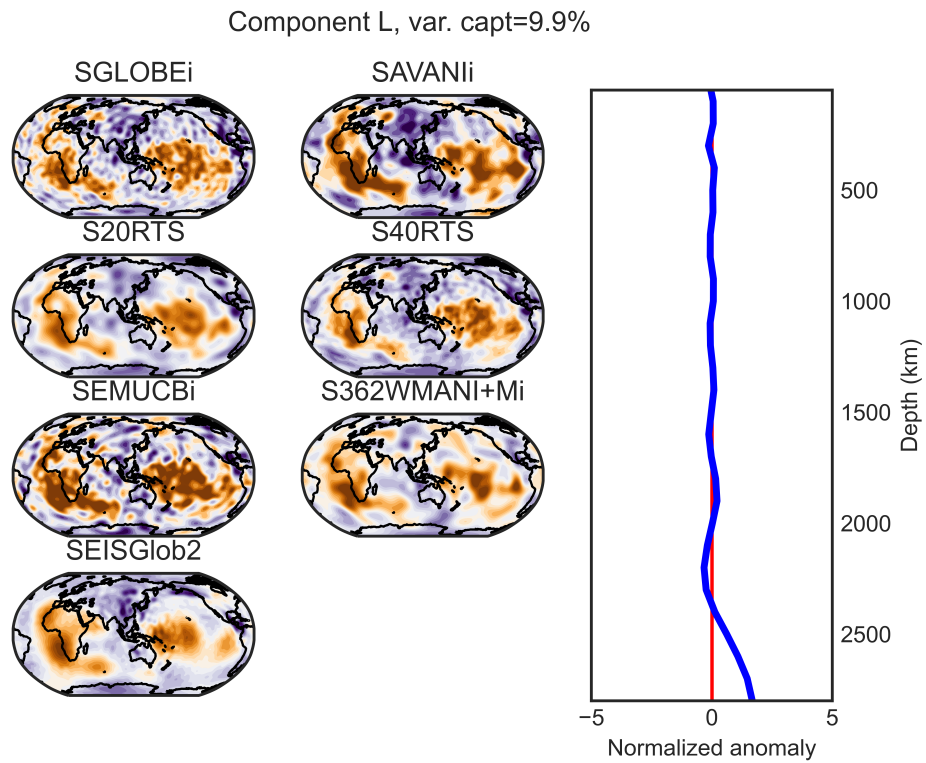 Component L, var. capt=9.9%
SGLOBEi
SAVANIi
S20RTS
S40RTS
SEMUCBi
S362WMANI+Mi
SEISGlob2
500
1000
1500
2000
2500
Depth (km)
−5
0
5
Normalized anomaly